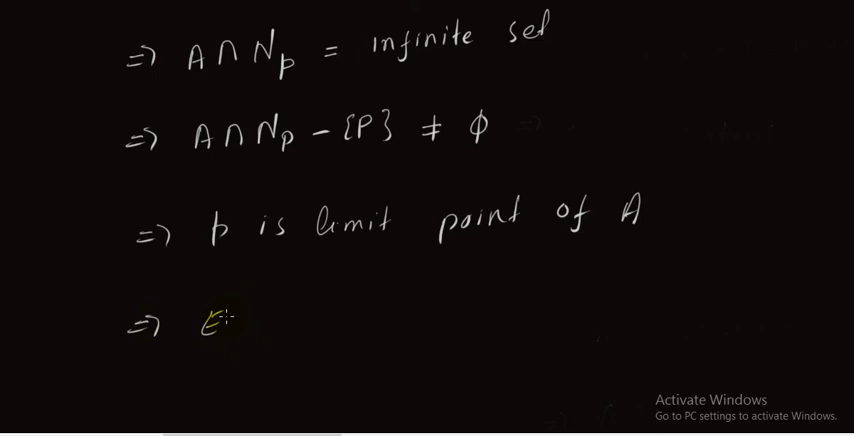 => A ∩ Nₚ = infinite set
=> A ∩ Nₚ - {P} ≠ ϕ
=> p is limit point of A
=> E
Activate Windows
Go to PC settings to activate Windows.